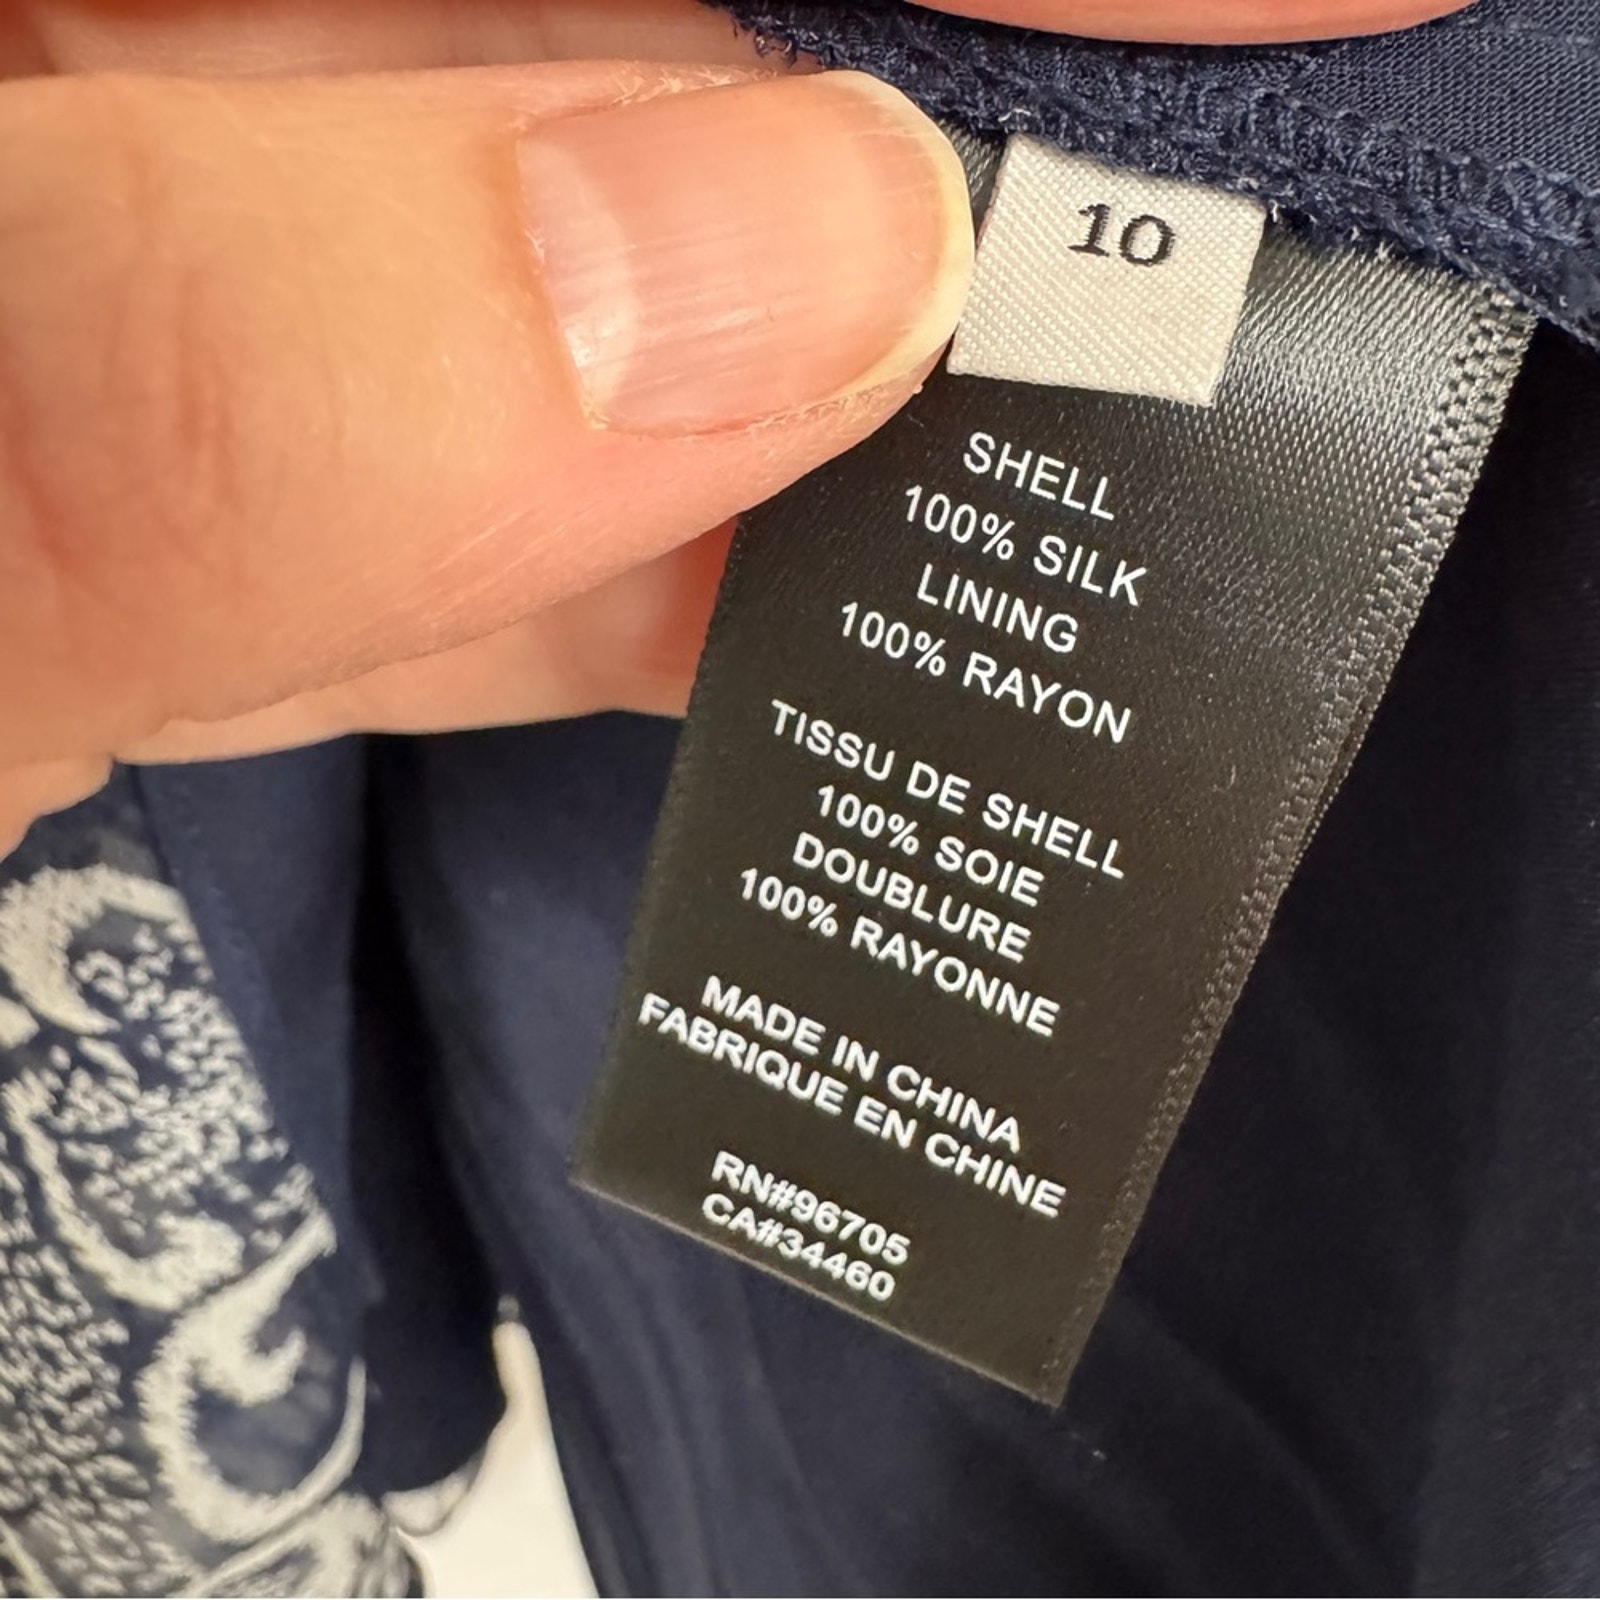 10
SHELL
100% SILK
LINING
100% RAYON
TISSU DE SHELL
100% SOIE
DOUBLURE
100% RAYONNE
MADE IN CHINA
FABRIQUE EN CHINE
RN#96705
CA#34460